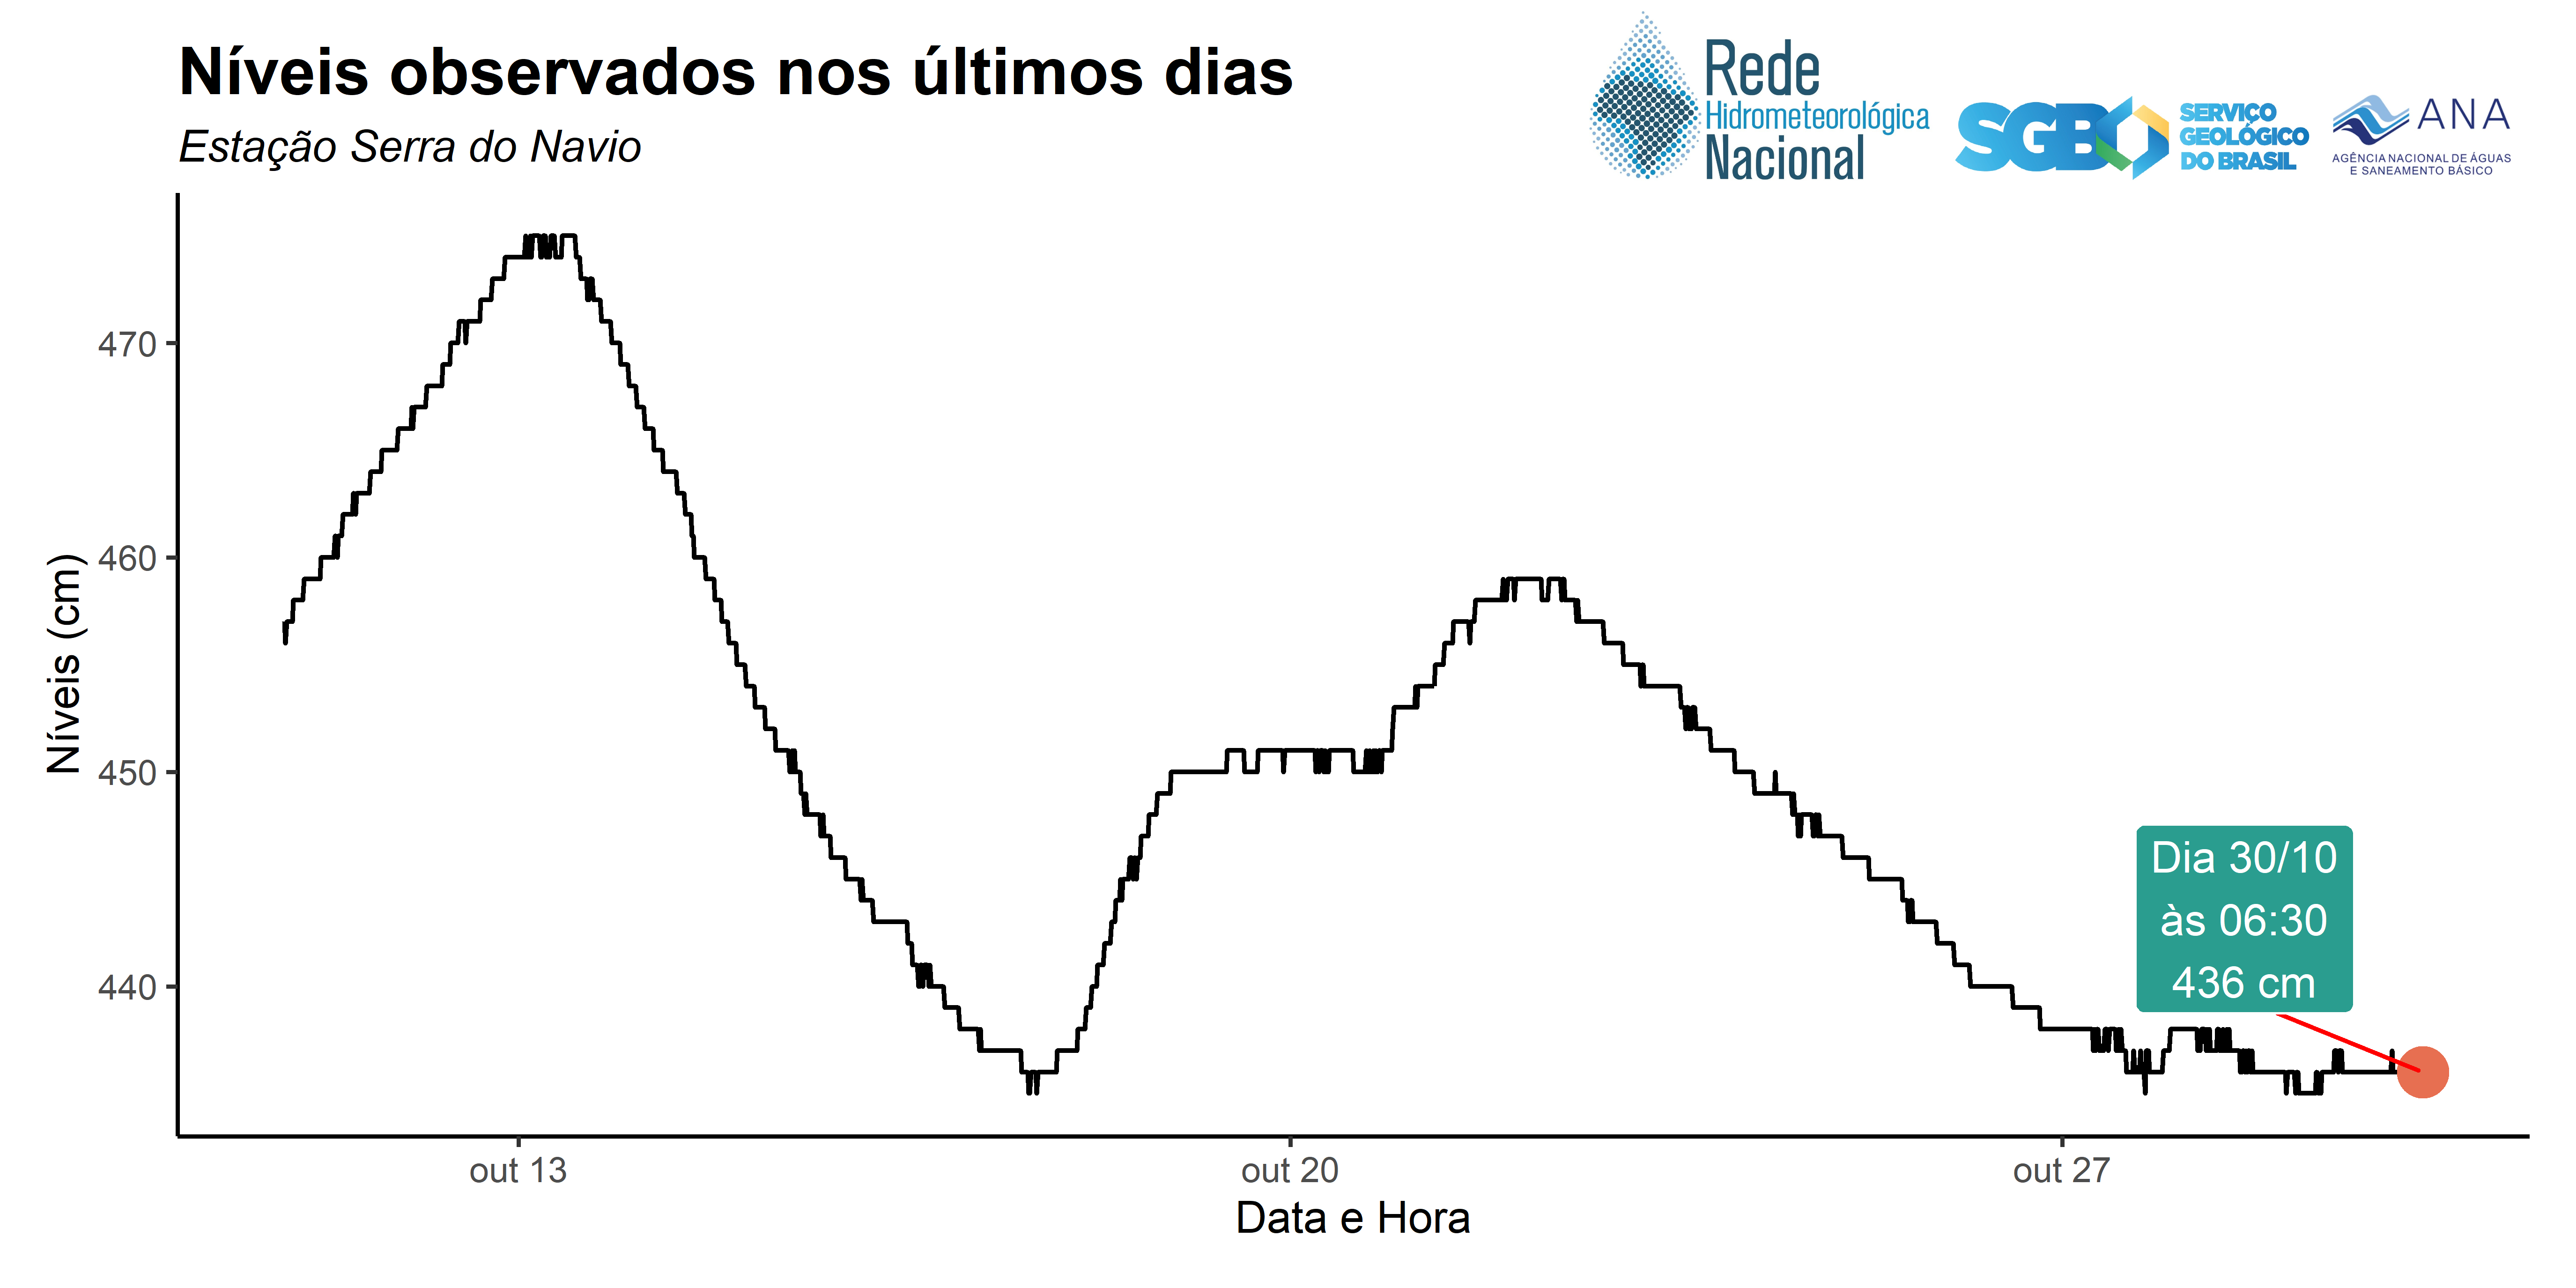 Níveis observados nos últimos dias
Estação Serra do Navio
Rede
Hidrometeorológica
Nacional
SGB
SERVIÇO
GEOLÓGICO
DO BRASIL
ANA
AGÊNCIA NACIONAL DE ÁGUAS
E SANEAMENTO BÁSICO
Níveis (cm)
470
460
450
440
Dia 30/10
às 06:30
436 cm
out 13
out 20
out 27
Data e Hora